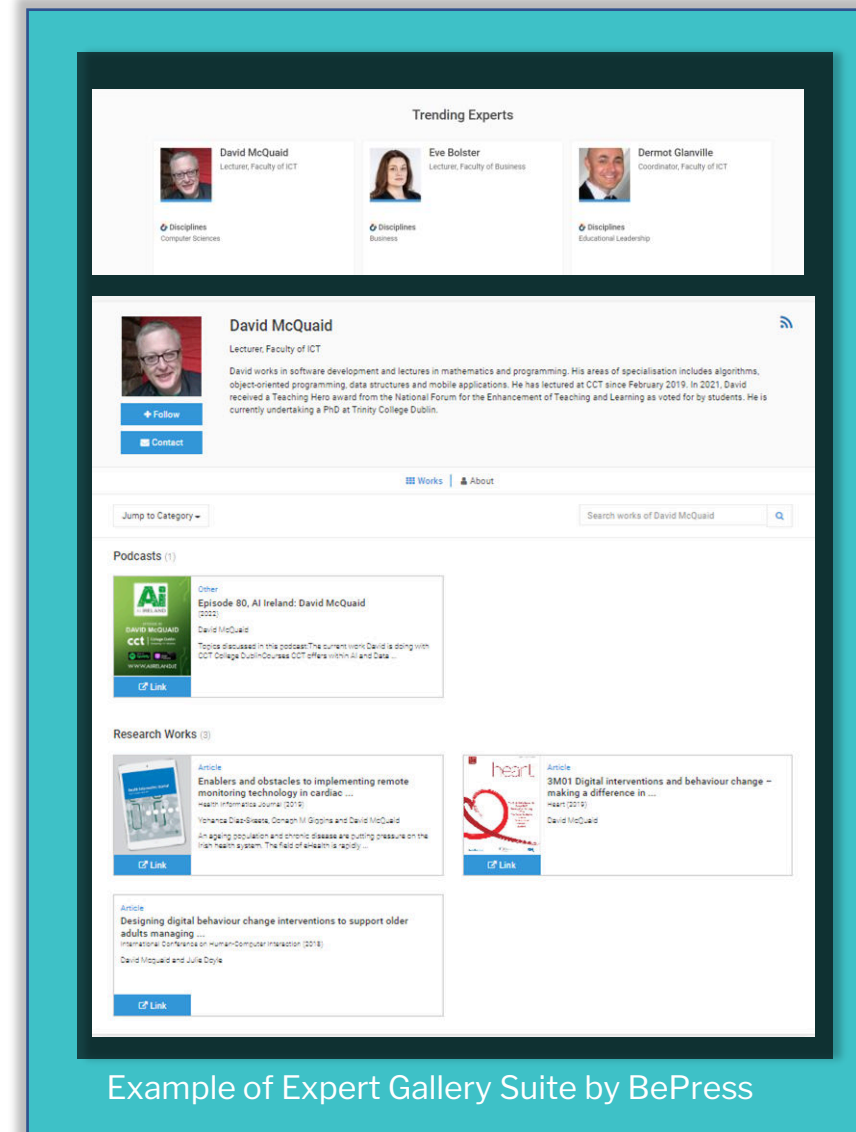 Trending Experts
David McQuaid
Lecturer, Faculty of ICT
Disciplines
Computer Sciences
Eve Bolster
Lecturer, Faculty of Business
Disciplines
Business
Dermot Glanville
Coordinator, Faculty of ICT
Disciplines
Educational Leadership
David McQuaid
Lecturer, Faculty of ICT
David works in software development and lectures in mathematics and programming. His areas of specialisation includes algorithms,
object-oriented programming, data structures and mobile applications. He has lectured at CCT since February 2019. In 2021, David
received a Teaching Hero award from the National Forum for the Enhancement of Teaching and Learning as voted for by students. He is
currently undertaking a PhD at Trinity College Dublin.
Follow
Contact
Works
About
Jump to Category
Search works of David McQuaid
Podcasts (1)
Ai
IRELAND
DAVID McQUAID
cct College Dublin
WWW.AIIRELAND.IE
Link
Other
Episode 80, AI Ireland: David McQuaid
(2022)
David McQuaid
Topics discussed in this podcast:The current work David is doing with
CCT College DublinCourses CCT offers within AI and Data ...
Research Works (3)
Link
Article
Enablers and obstacles to implementing remote
monitoring technology in cardiac ...
Health Informatics Journal (2019)
Yohanca Diaz-Skeete, Oonagh M Giggins and David McQuaid
An ageing population and chronic disease are putting pressure on the
Irish health system. The field of eHealth is rapidly ...
heart
Link
Article
3M01 Digital interventions and behaviour change –
making a difference in ...
Heart (2019)
David McQuaid
Article
Designing digital behaviour change interventions to support older
adults managing ...
International Conference on Human-Computer Interaction (2018)
David Mcquaid and Julie Doyle
Link
Example of Expert Gallery Suite by BePress